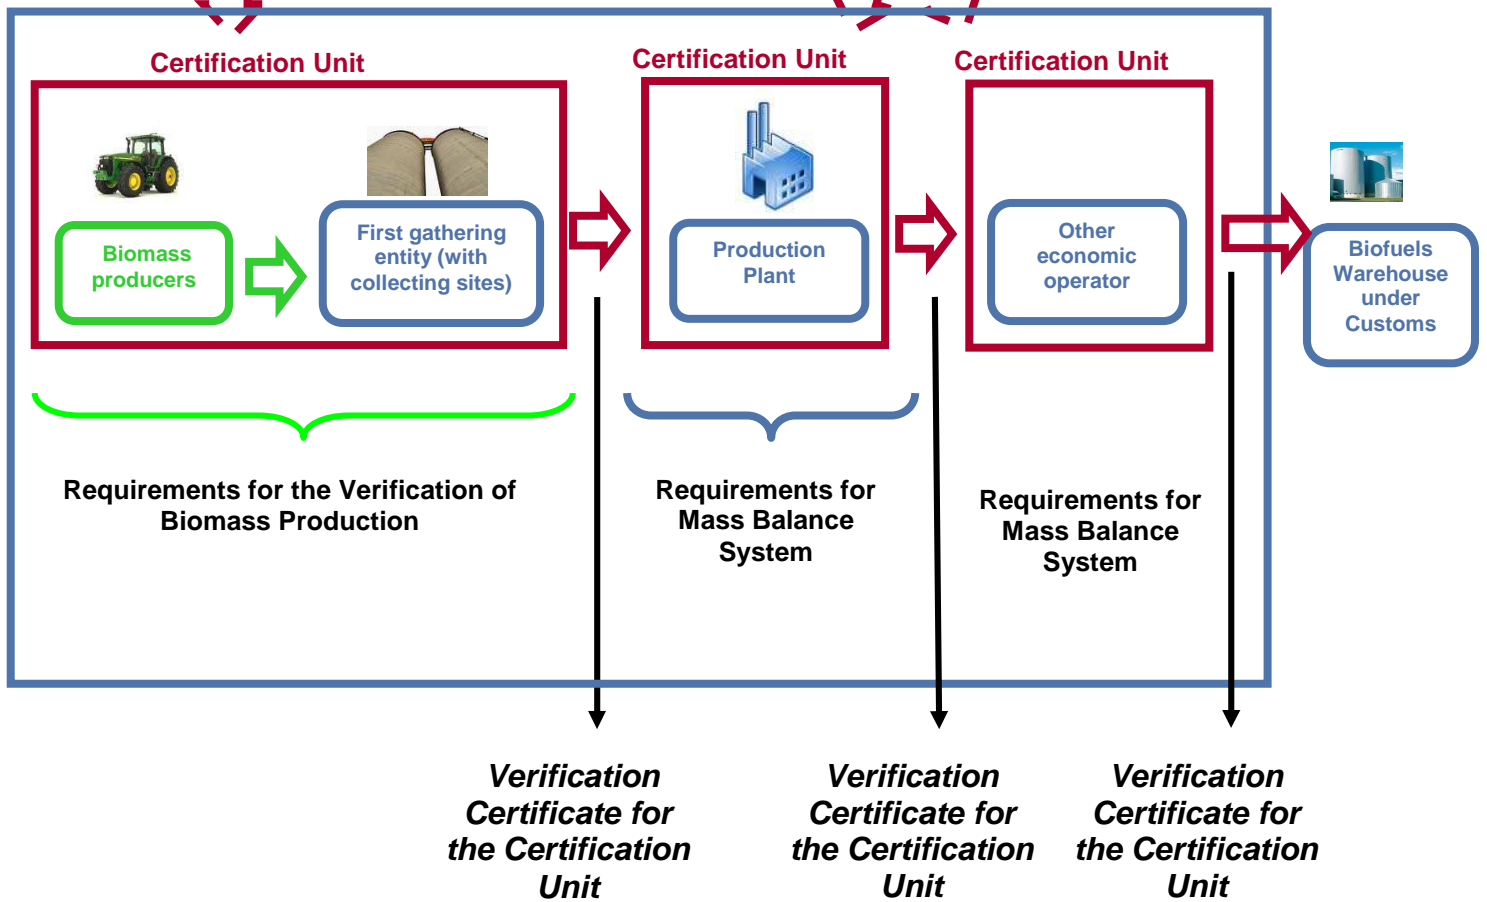 Certification Unit
Certification Unit
Certification Unit
Biomass
producers
First gathering
entity (with
collecting sites)
Production
Plant
Other
economic
operator
Biofuels
Warehouse
under
Customs
Requirements for the Verification of
Biomass Production
Requirements for
Mass Balance
System
Requirements for
Mass Balance
System
Verification
Certificate for
the Certification
Unit
Verification
Certificate for
the Certification
Unit
Verification
Certificate for
the Certification
Unit